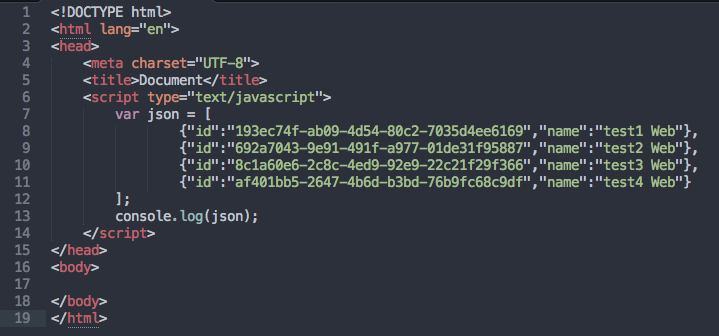 1 <!DOCTYPE html>
2 <html lang="en">
3 <head>
4     <meta charset="UTF-8">
5     <title>Document</title>
6     <script type="text/javascript">
7         var json = [
8                 {"id":"193ec74f-ab09-4d54-80c2-7035d4ee6169","name":"test1 Web"},
9                 {"id":"692a7043-9e91-491f-a977-01de31f95887","name":"test2 Web"},
10                 {"id":"8c1a60e6-2c8c-4ed9-92e9-22c21f29f366","name":"test3 Web"},
11                 {"id":"af401bb5-2647-4b6d-b3bd-76b9fc68c9df","name":"test4 Web"}
12         ];
13         console.log(json);
14     </script>
15 </head>
16 <body>
17
18 </body>
19 </html>